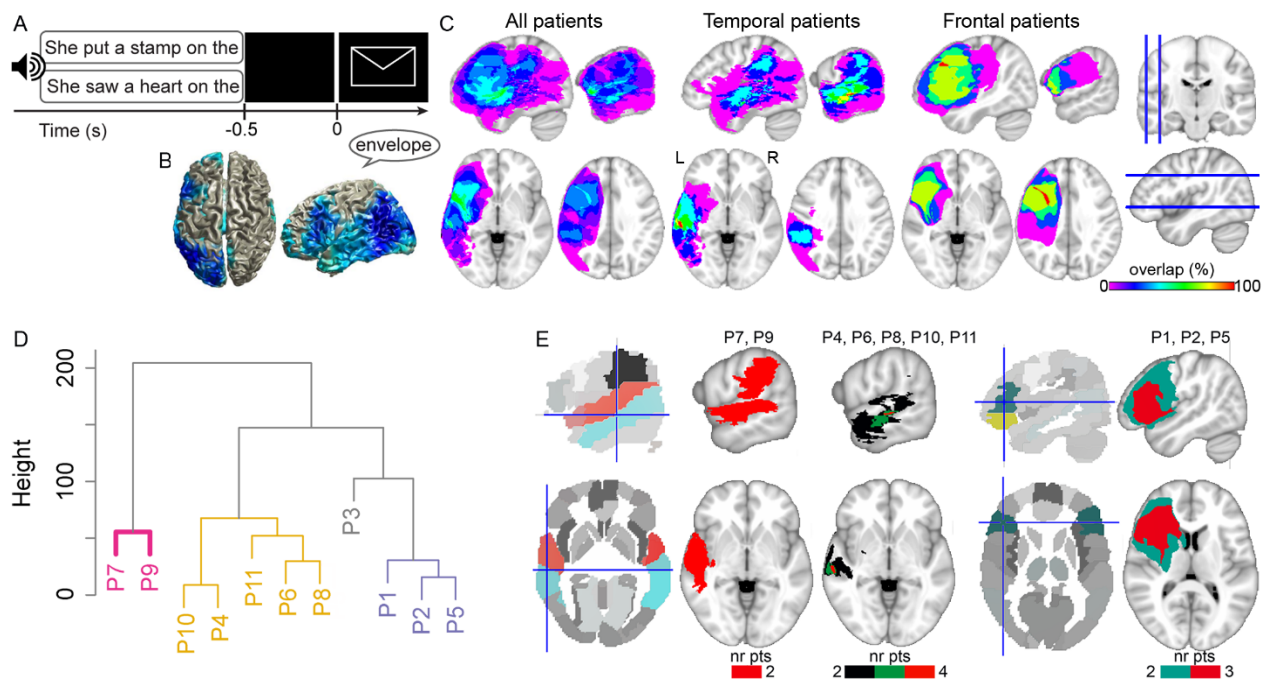 A
She put a stamp on the
She saw a heart on the
Time (s)
-0.5
0
envelope
B
C
All patients
Temporal patients
Frontal patients
L
R
overlap (%)
0
100
D
Height
200
100
0
P7
P9
P10
P4
P11
P6
P8
P3
P1
P2
P5
E
P7, P9
P4, P6, P8, P10, P11
P1, P2, P5
nr pts
2
nr pts
2
4
nr pts
2
3